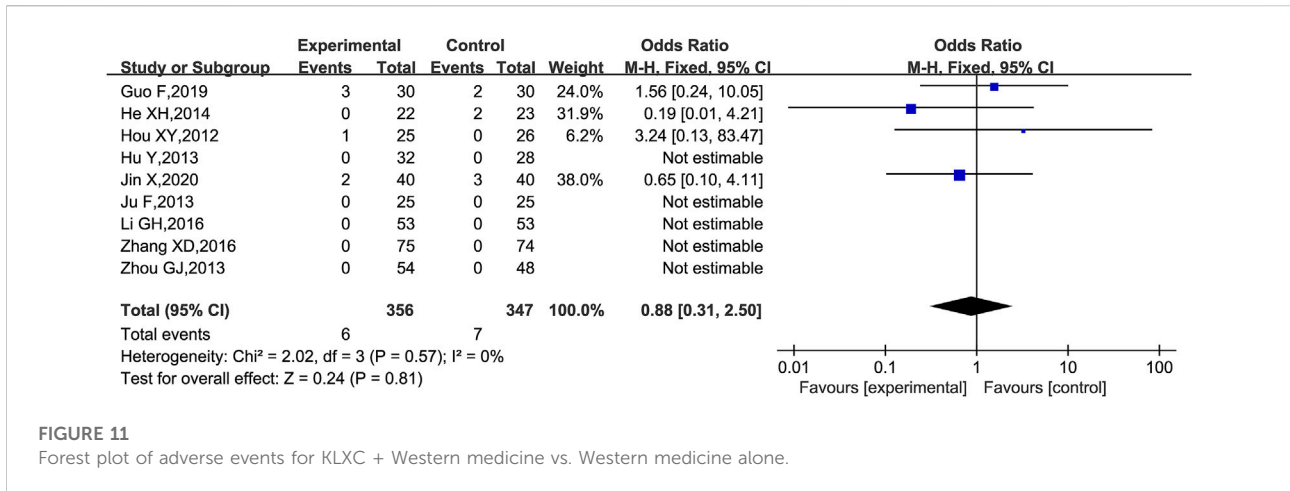 Experimental Control Odds Ratio Odds Ratio
Study or Subgroup Events Total Events Total Weight M-H, Fixed, 95% CI M-H, Fixed, 95% CI
Guo F,2019 3 30 2 30 24.0% 1.56 [0.24, 10.05]
He XH,2014 0 22 2 23 31.9% 0.19 [0.01, 4.21]
Hou XY,2012 1 25 0 26 6.2% 3.24 [0.13, 83.47]
Hu Y,2013 0 32 0 28 Not estimable
Jin X,2020 2 40 3 40 38.0% 0.65 [0.10, 4.11]
Ju F,2013 0 25 0 25 Not estimable
Li GH,2016 0 53 0 53 Not estimable
Zhang XD,2016 0 75 0 74 Not estimable
Zhou GJ,2013 0 54 0 48 Not estimable
Total (95% CI) 356 347 100.0% 0.88 [0.31, 2.50]
Total events 6 7
Heterogeneity: Chi² = 2.02, df = 3 (P = 0.57); I² = 0%
Test for overall effect: Z = 0.24 (P = 0.81)
0.01 0.1 1 10 100
Favours [experimental] Favours [control]
FIGURE 11
Forest plot of adverse events for KLXC + Western medicine vs. Western medicine alone.